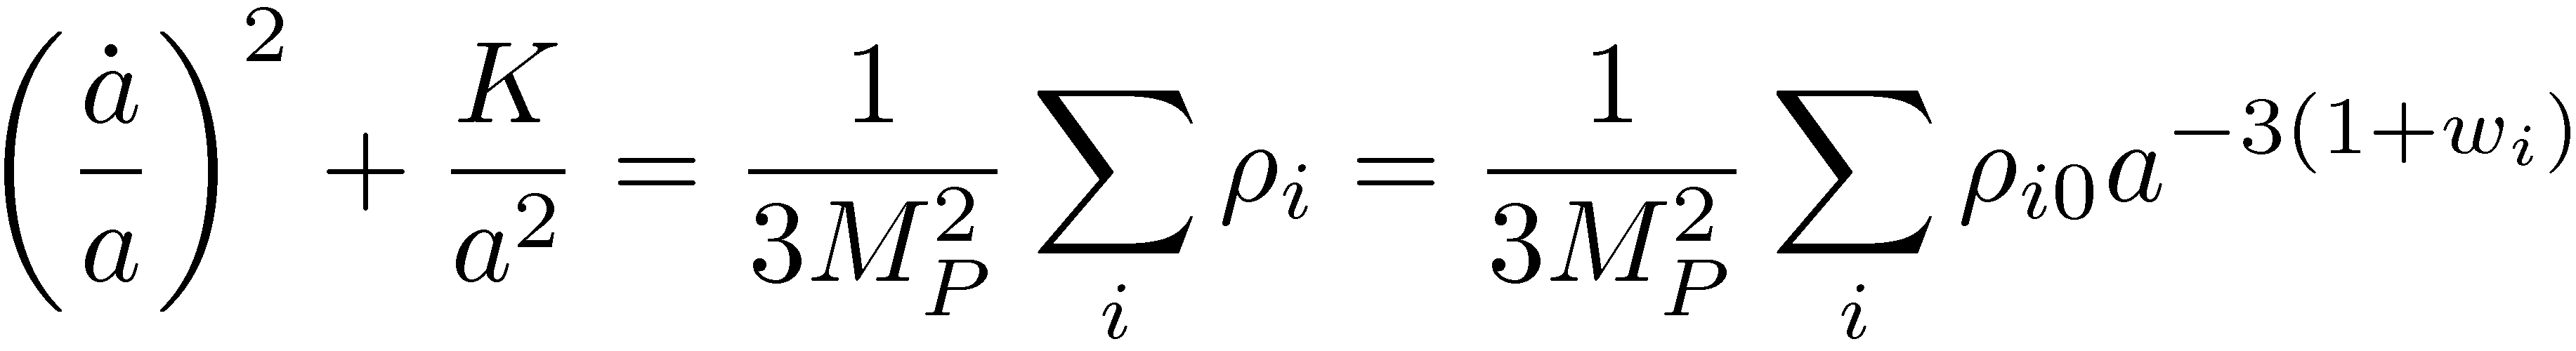 \left(\frac{\dot{a}}{a}\right)^2 + \frac{K}{a^2} = \frac{1}{3M_P^2} \sum_i \rho_i = \frac{1}{3M_P^2} \sum_i \rho_{i0} a^{-3(1+w_i)}